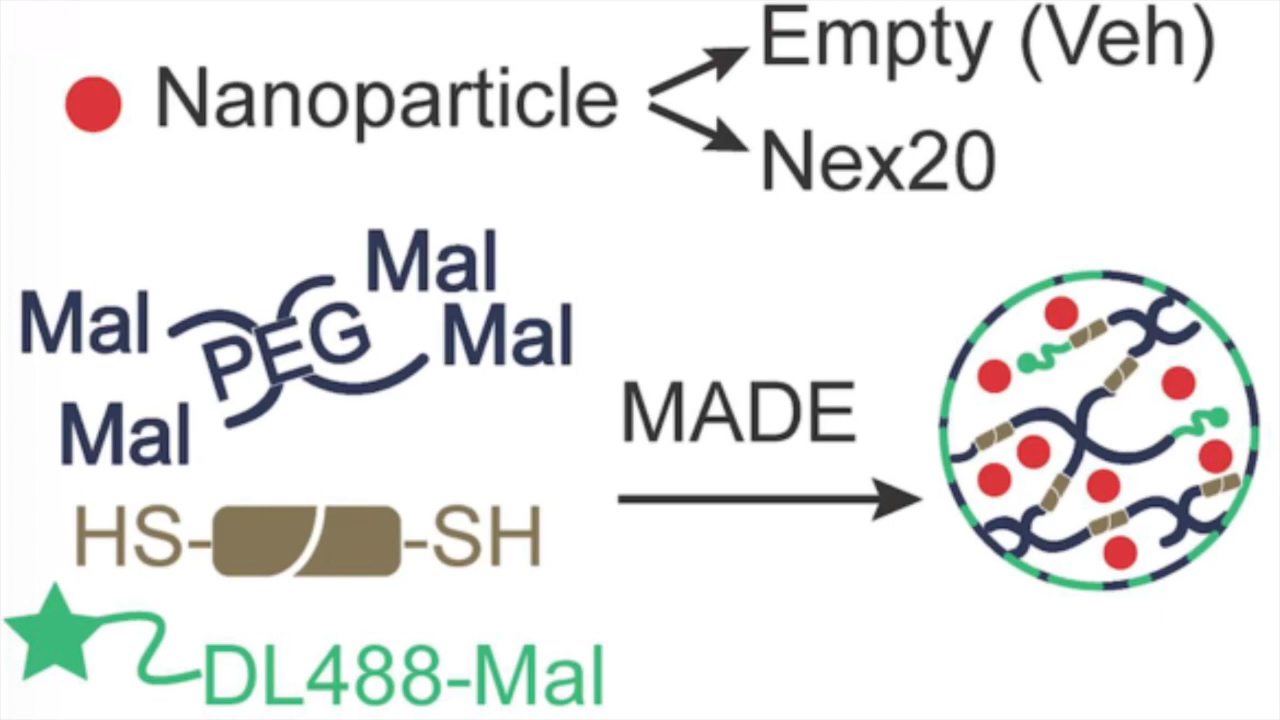 Nanoparticle
Empty (Veh)
Nex20
Mal
Mal
Mal
PEG
Mal
MADE
HS-
-SH
DL488-Mal